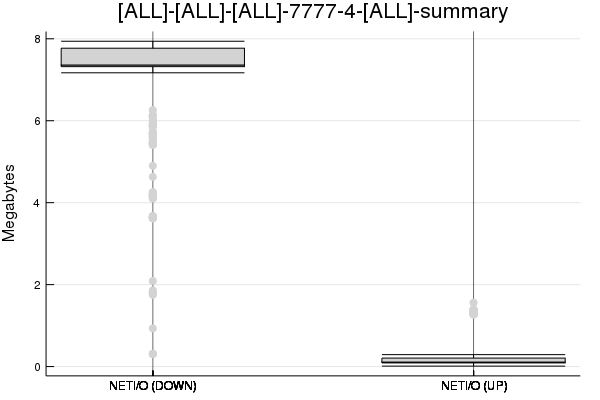 [ALL]-[ALL]-[ALL]-7777-4-[ALL]-summary
Megabytes
8
6
4
2
0
NETI/O (DOWN)
NETI/O (UP)